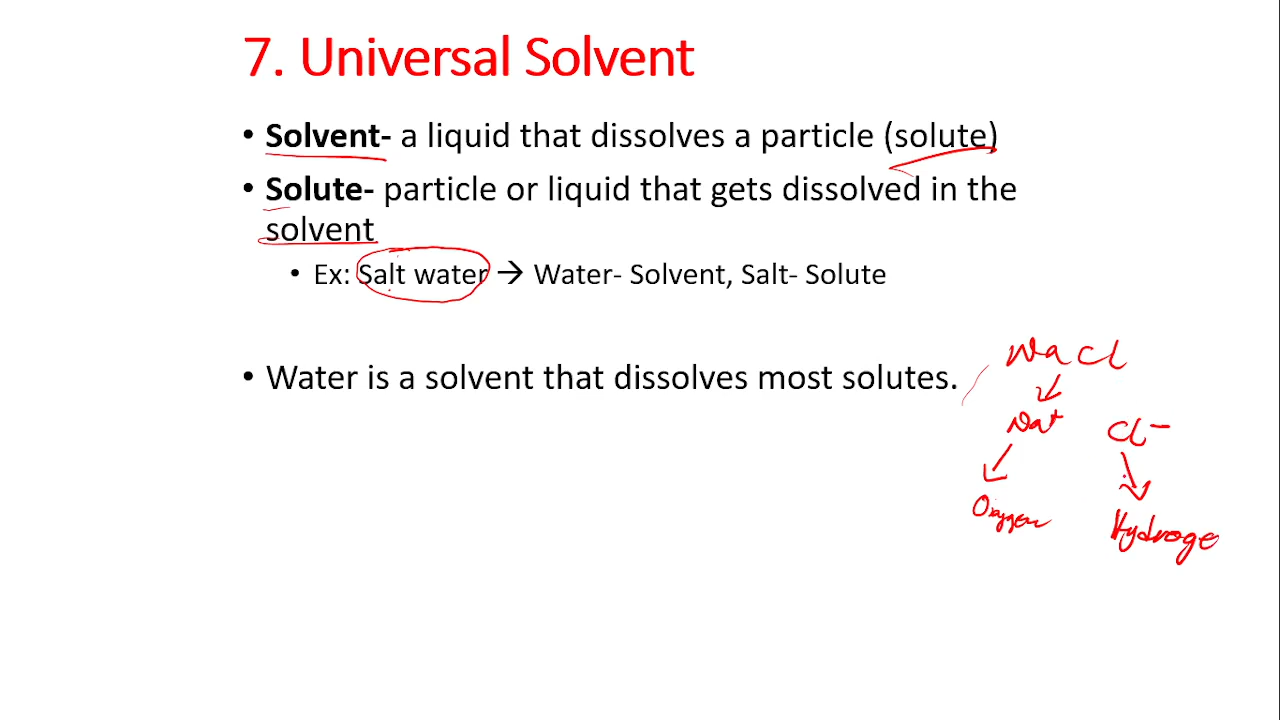 7. Universal Solvent
• Solvent- a liquid that dissolves a particle (solute)
• Solute- particle or liquid that gets dissolved in the
solvent
• Ex: Salt water → Water- Solvent, Salt- Solute
• Water is a solvent that dissolves most solutes.
NaCl
Na+ Cl−
Oxygen Hydroge